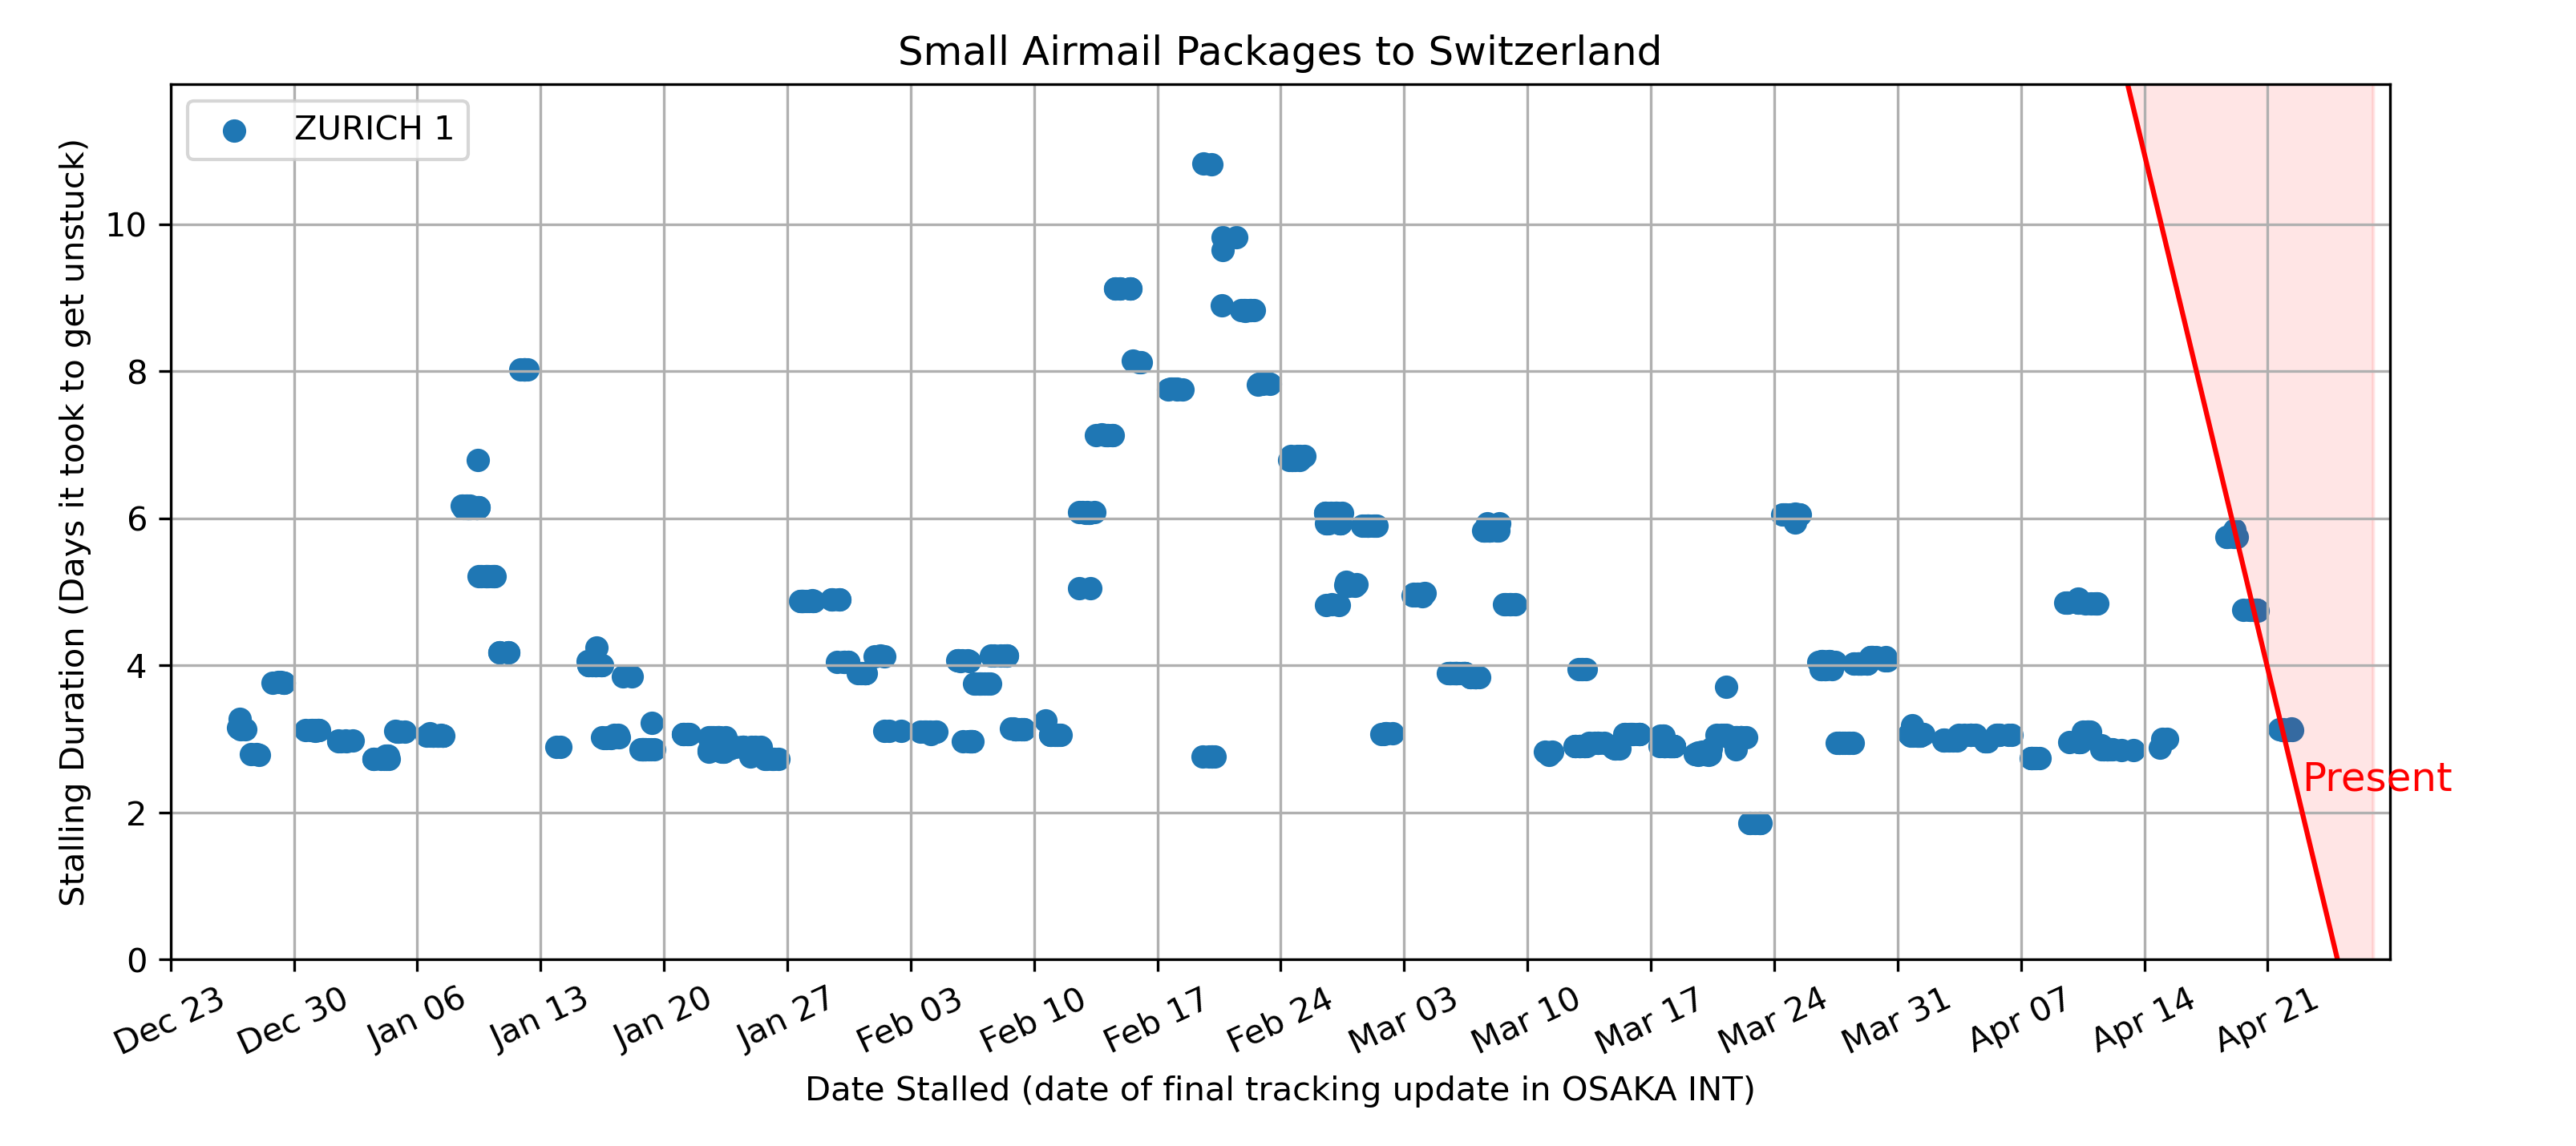 Small Airmail Packages to Switzerland
ZURICH 1
Stalling Duration (Days it took to get unstuck)
10
8
6
4
2
0
Present
Dec 23
Dec 30
Jan 06
Jan 13
Jan 20
Jan 27
Feb 03
Feb 10
Feb 17
Feb 24
Mar 03
Mar 10
Mar 17
Mar 24
Mar 31
Apr 07
Apr 14
Apr 21
Date Stalled (date of final tracking update in OSAKA INT)